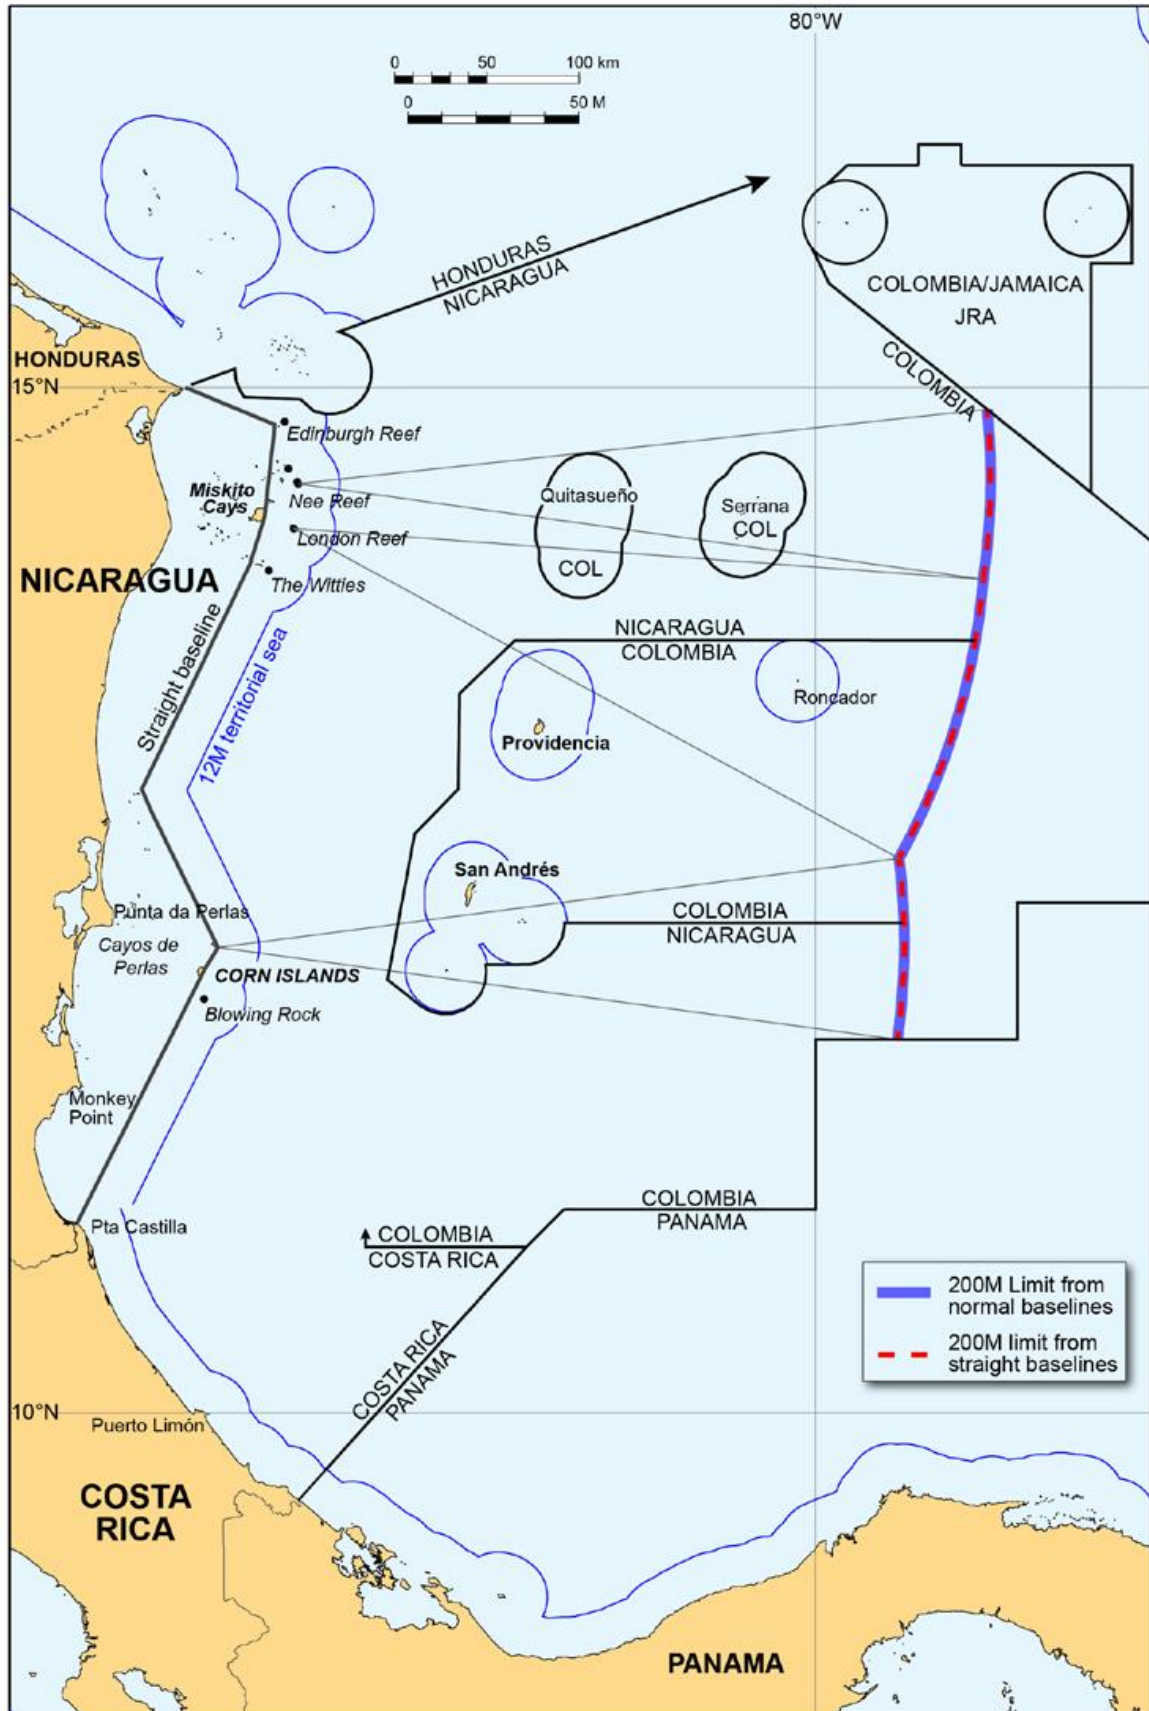 80°W
0 50 100 km
0 50 M
HONDURAS
NICARAGUA
COLOMBIA/JAMAICA
JRA
COLOMBIA
HONDURAS
15°N
Edinburgh Reef
Miskito
Cays
Nee Reef
Quitasueño
Serrana
COL
London Reef
COL
The Witties
NICARAGUA
Straight baseline
12M territorial sea
NICARAGUA
COLOMBIA
Roncador
Providencia
San Andrés
Punta da Perlas
COLOMBIA
NICARAGUA
Cayos de
Perlas
CORN ISLANDS
Blowing Rock
Monkey
Point
Pta Castilla
COLOMBIA
PANAMA
COLOMBIA
COSTA RICA
200M Limit from
normal baselines
200M limit from
straight baselines
COSTA RICA
PANAMA
10°N
Puerto Limón
COSTA
RICA
PANAMA